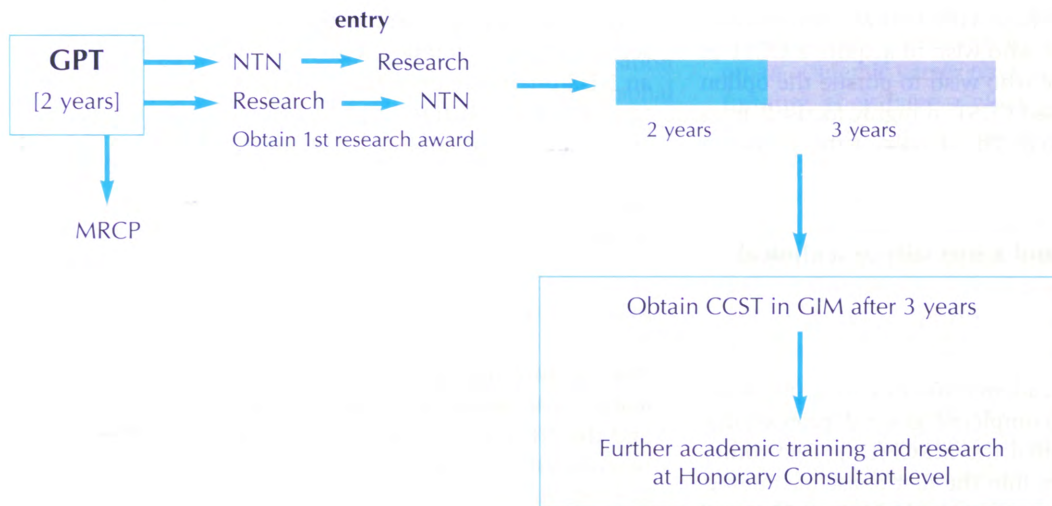 entry
GPT
[2 years]
NTN Research
Research NTN
Obtain 1st research award
MRCP
2 years 3 years
Obtain CCST in GIM after 3 years
Further academic training and research
at Honorary Consultant level